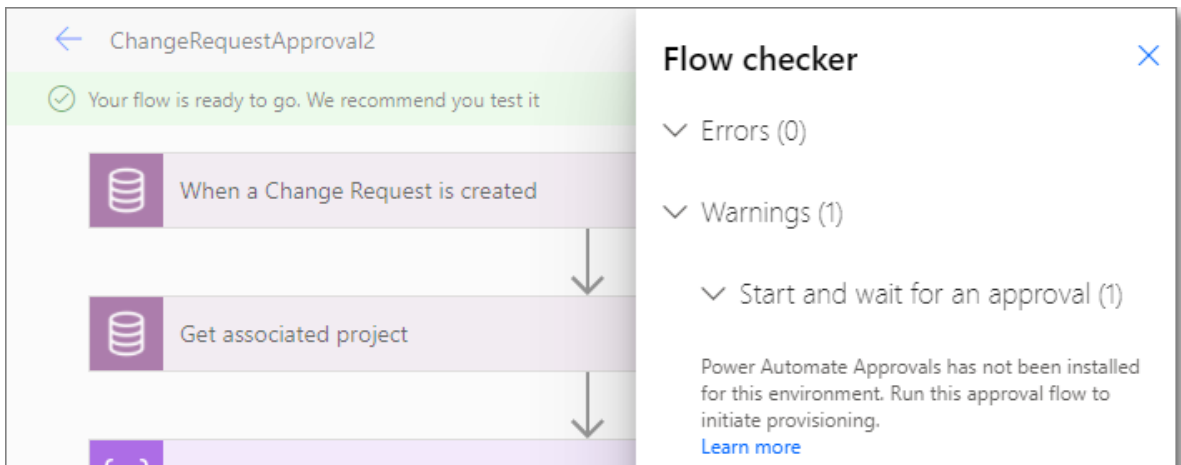 ChangeRequestApproval2
Your flow is ready to go. We recommend you test it
When a Change Request is created
Get associated project
Flow checker
Errors (0)
Warnings (1)
Start and wait for an approval (1)
Power Automate Approvals has not been installed
for this environment. Run this approval flow to
initiate provisioning.
Learn more